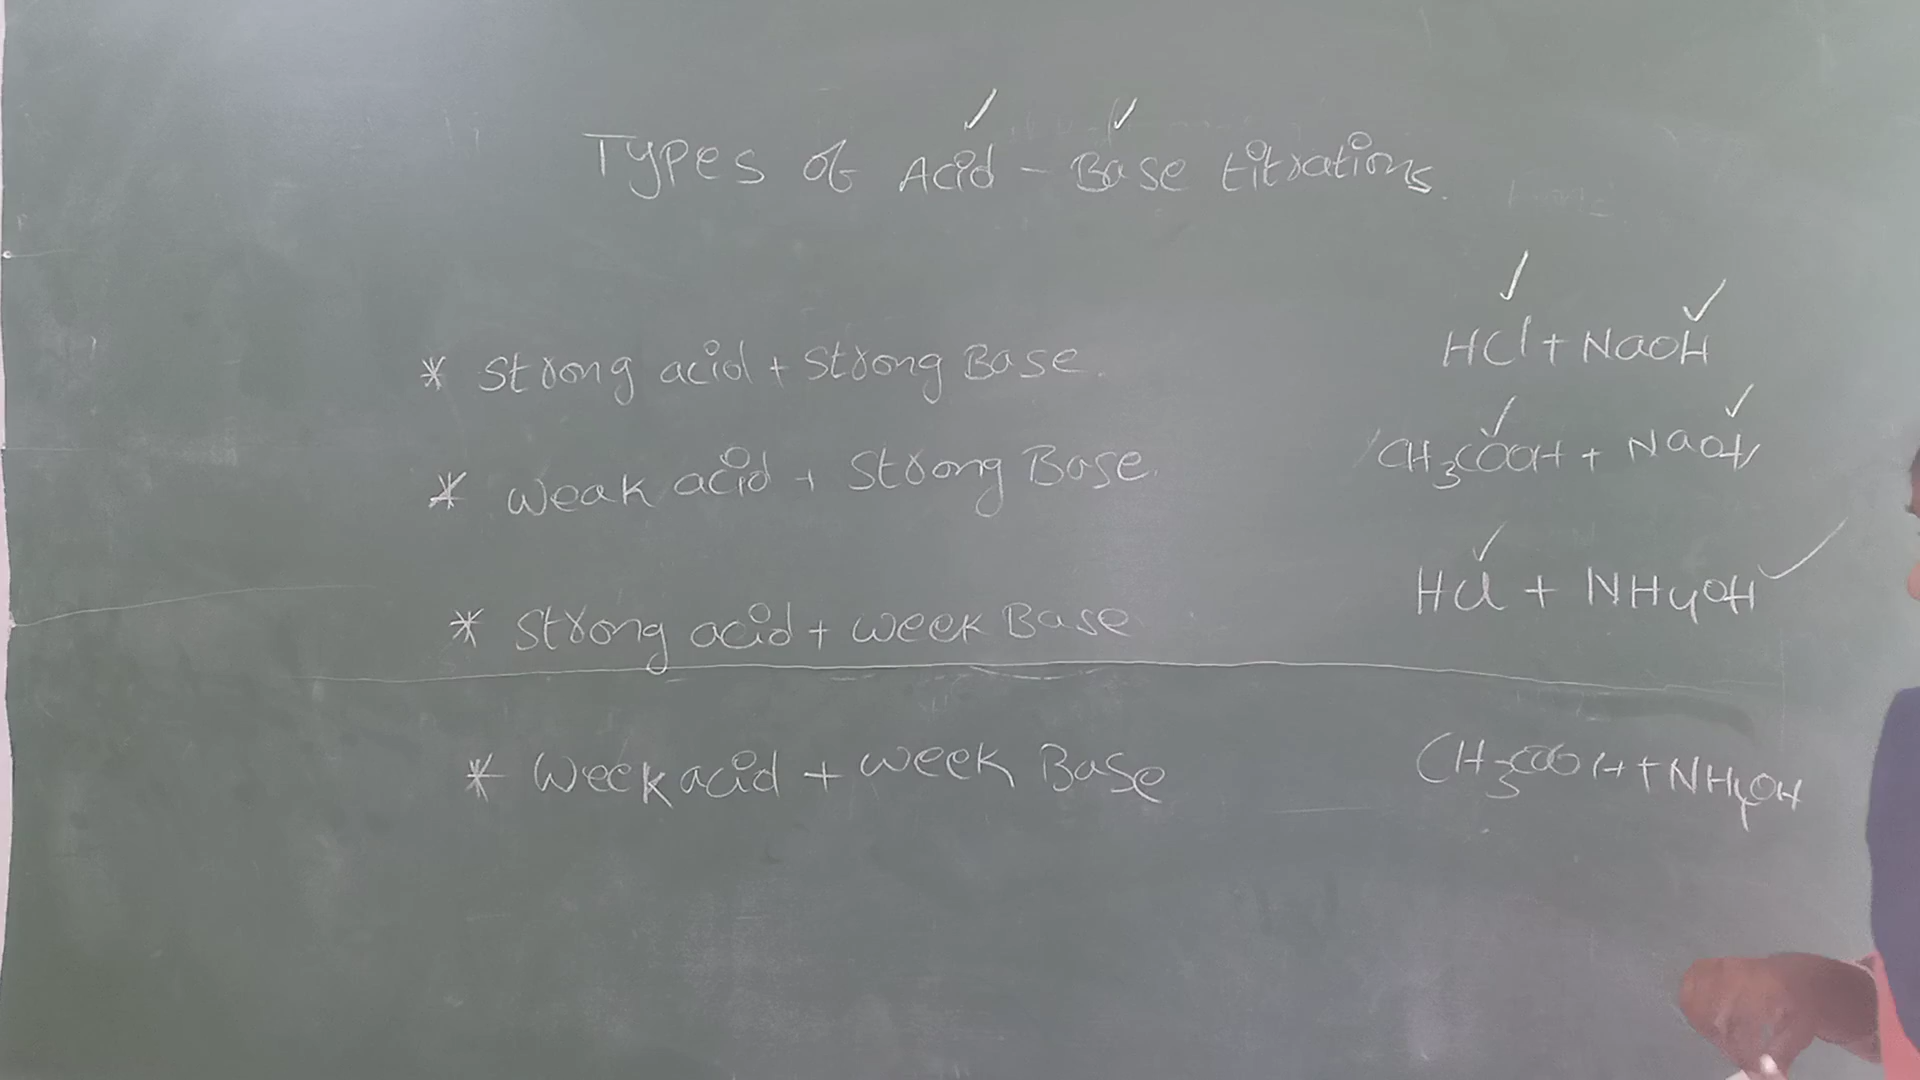 Types of Acid - Base titrations.
* Strong acid + Strong Base. HCl + NaOH
* Weak acid + Strong Base. CH3COOH + NaOH
* Strong acid + week Base HCl + NH4OH
* Week acid + week Base CH3COOH + NH4OH